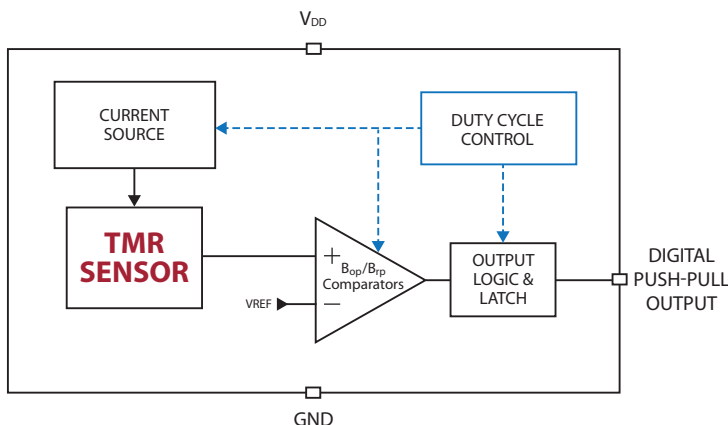 VDD
CURRENT
SOURCE
DUTY CYCLE
CONTROL
TMR
SENSOR
+
Bop/Brp
Comparators
VREF
−
OUTPUT
LOGIC &
LATCH
DIGITAL
PUSH-PULL
OUTPUT
GND